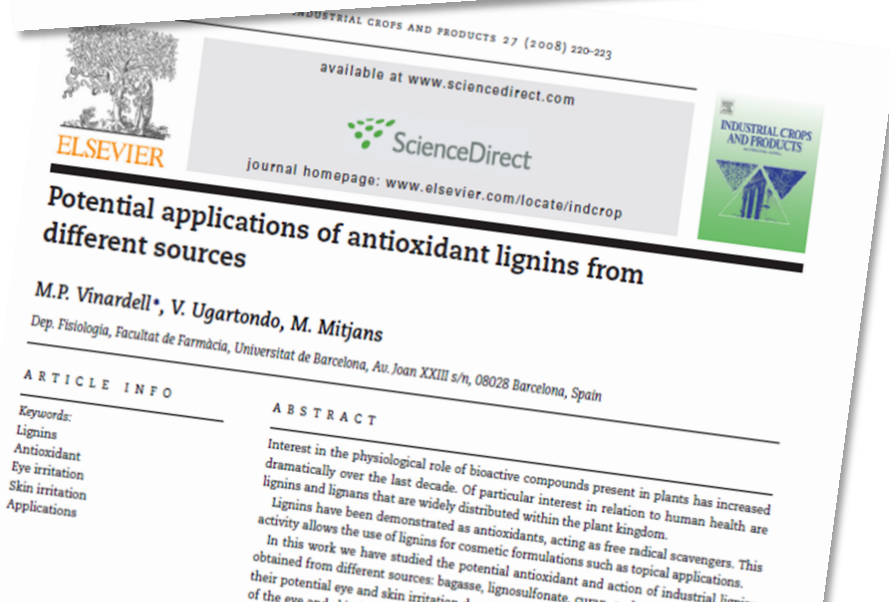 INDUSTRIAL CROPS AND PRODUCTS 27 (2008) 220–223
available at www.sciencedirect.com
ScienceDirect
journal homepage: www.elsevier.com/locate/indcrop
ELSEVIER
INDUSTRIAL CROPS
AND PRODUCTS
Potential applications of antioxidant lignins from
different sources
M.P. Vinardell*, V. Ugartondo, M. Mitjans
Dep. Fisiologia, Facultat de Farmàcia, Universitat de Barcelona, Av. Joan XXIII s/n, 08028 Barcelona, Spain
ARTICLE INFO
Keywords:
Lignins
Antioxidant
Eye irritation
Skin irritation
Applications
ABSTRACT
Interest in the physiological role of bioactive compounds present in plants has increased
dramatically over the last decade. Of particular interest in relation to human health are
lignins and lignans that are widely distributed within the plant kingdom.
Lignins have been demonstrated as antioxidants, acting as free radical scavengers. This
activity allows the use of lignins for cosmetic formulations such as topical applications.
In this work we have studied the potential antioxidant and action of industrial
obtained from different sources: bagasse, lignosulfonate,
their potential eye and skin irritation
of the eye and